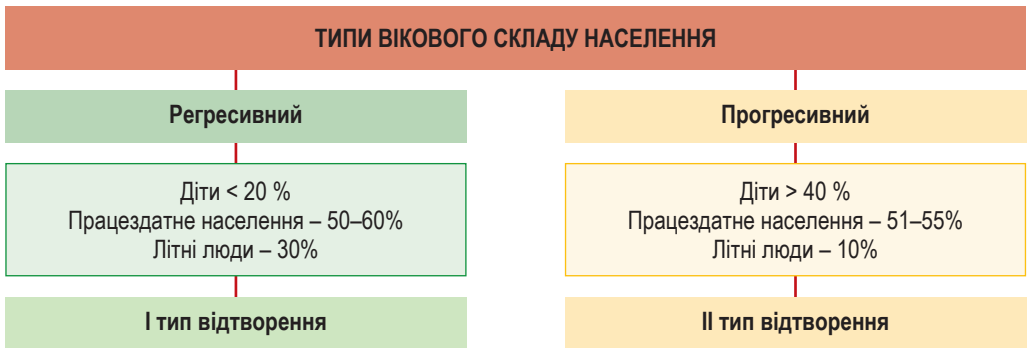 ТИПИ ВІКОВОГО СКЛАДУ НАСЕЛЕННЯ
Регресивний
Діти < 20 %
Працездатне населення – 50–60%
Літні люди – 30%
І тип відтворення
Прогресивний
Діти > 40 %
Працездатне населення – 51–55%
Літні люди – 10%
ІІ тип відтворення